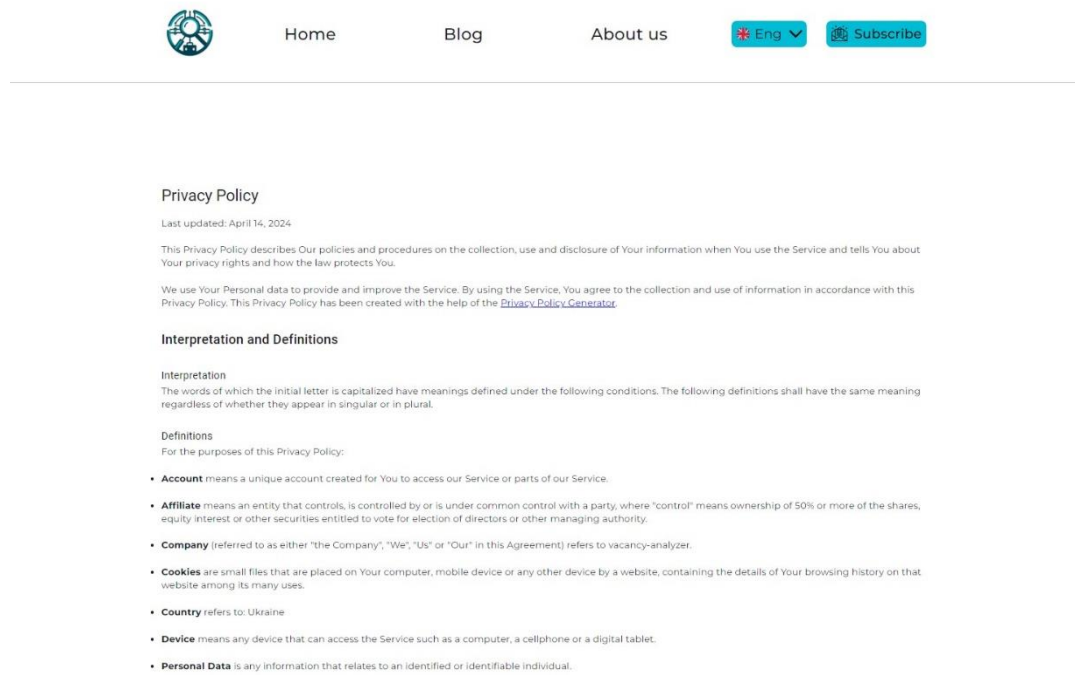 Home
Blog
About us
Eng
Subscribe
Privacy Policy
Last updated: April 14, 2024
This Privacy Policy describes Our policies and procedures on the collection, use and disclosure of Your information when You use the Service and tells You about
Your privacy rights and how the law protects You.
We use Your Personal data to provide and improve the Service. By using the Service, You agree to the collection and use of information in accordance with this
Privacy Policy. This Privacy Policy has been created with the help of the Privacy Policy Generator.
Interpretation and Definitions
Interpretation
The words of which the initial letter is capitalized have meanings defined under the following conditions. The following definitions shall have the same meaning
regardless of whether they appear in singular or in plural.
Definitions
For the purposes of this Privacy Policy:
• Account means a unique account created for You to access our Service or parts of our Service.
• Affiliate means an entity that controls, is controlled by or is under common control with a party, where "control" means ownership of 50% or more of the shares,
equity interest or other securities entitled to vote for election of directors or other managing authority.
• Company (referred to as either "the Company", "We", "Us" or "Our" in this Agreement) refers to vacancy-analyzer.
• Cookies are small files that are placed on Your computer, mobile device or any other device by a website, containing the details of Your browsing history on that
website among its many uses.
• Country refers to: Ukraine
• Device means any device that can access the Service such as a computer, a cellphone or a digital tablet.
• Personal Data is any information that relates to an identified or identifiable individual.